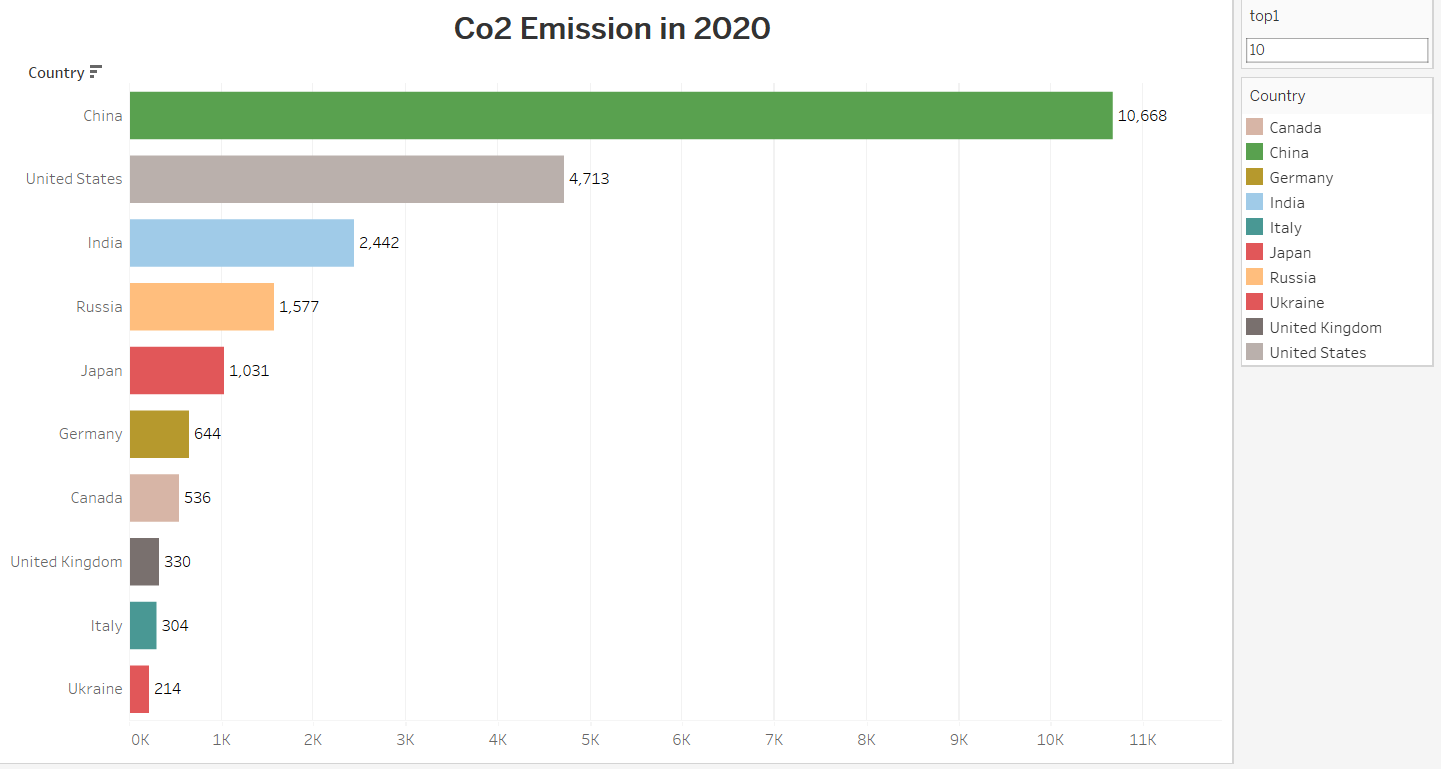 Co2 Emission in 2020
Country
China 10,668
United States 4,713
India 2,442
Russia 1,577
Japan 1,031
Germany 644
Canada 536
United Kingdom 330
Italy 304
Ukraine 214
0K 1K 2K 3K 4K 5K 6K 7K 8K 9K 10K 11K
top1
10
Country
Canada
China
Germany
India
Italy
Japan
Russia
Ukraine
United Kingdom
United States